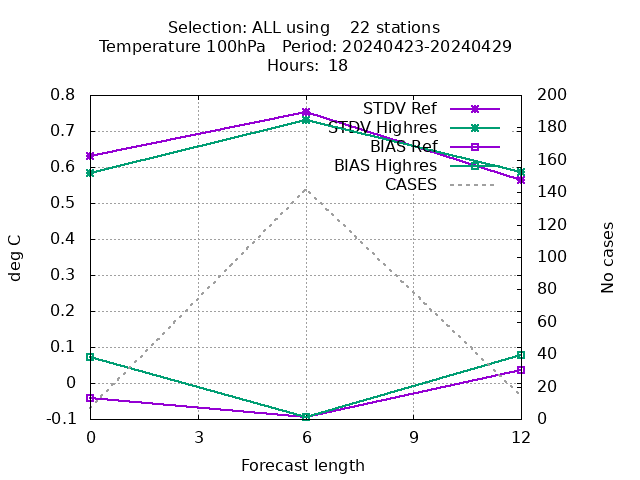 Selection: ALL using    22 stations
Temperature 100hPa   Period: 20240423-20240429
Hours: 18
0.8
0.7
0.6
0.5
0.4
0.3
0.2
0.1
0
-0.1
deg C
STDV Ref
STDV Highres
BIAS Ref
BIAS Highres
CASES
200
180
160
140
120
100
80
60
40
20
0
No cases
0 3 6 9 12
Forecast length